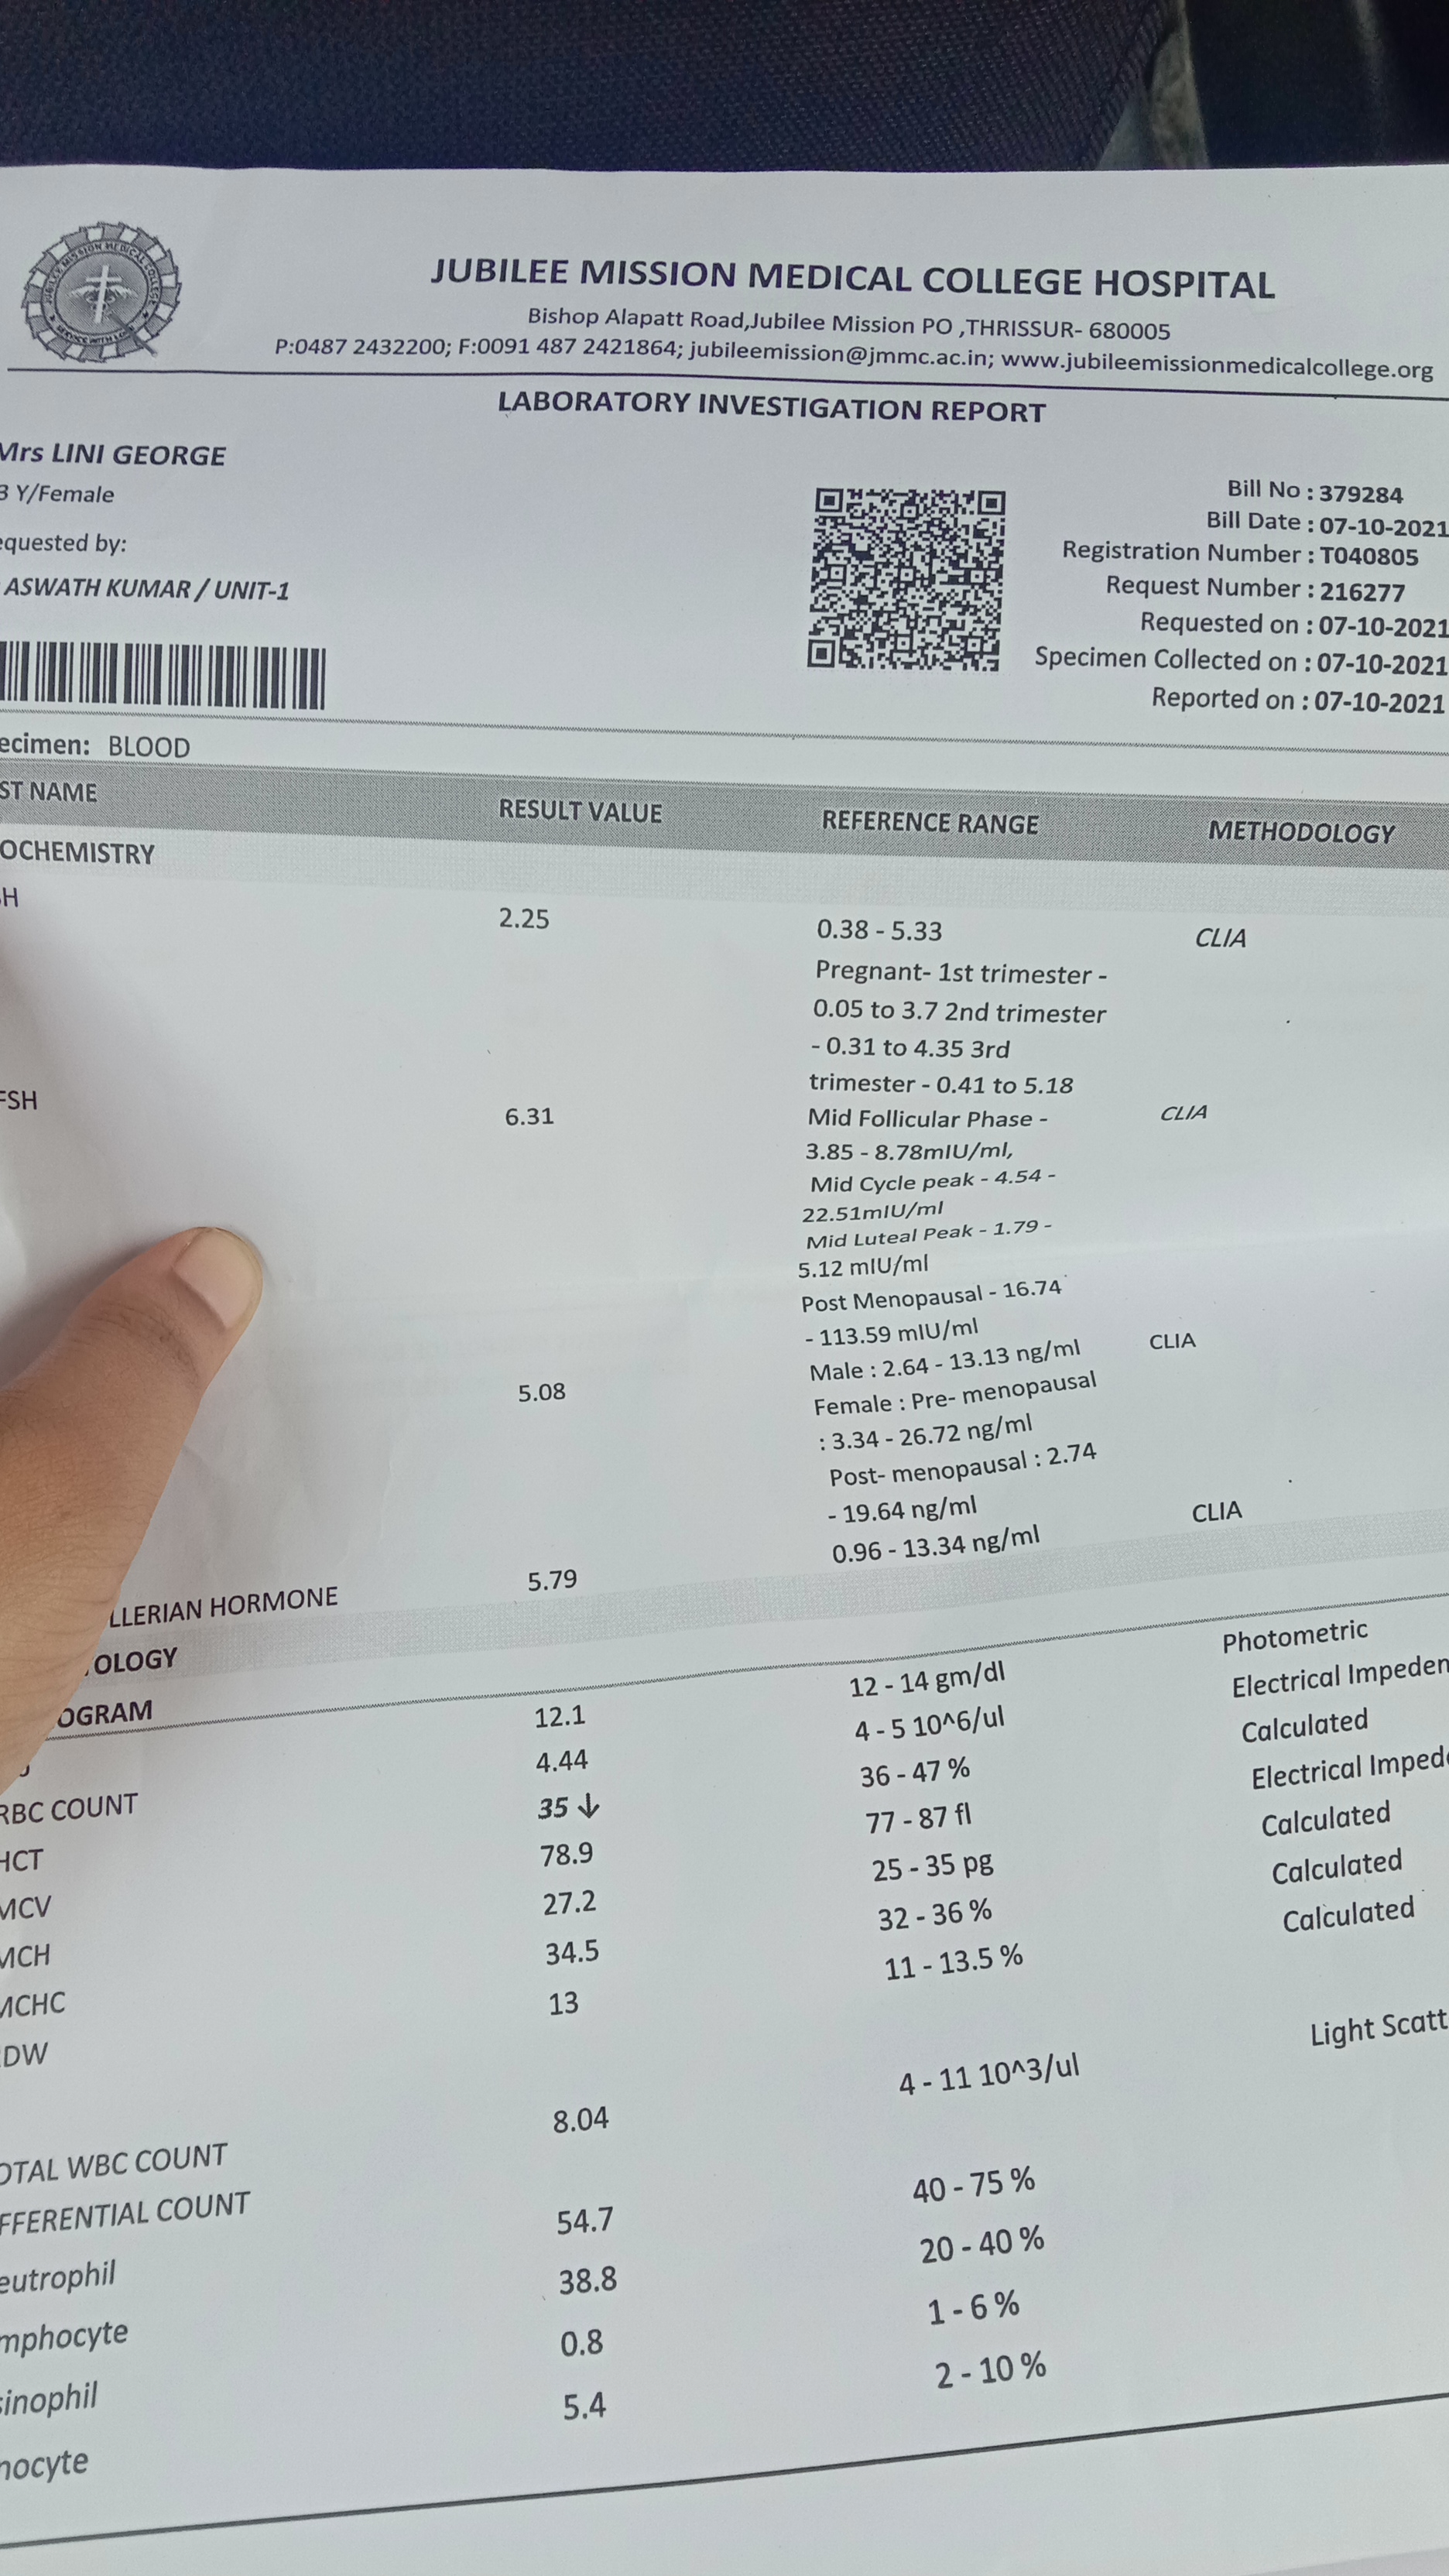 JUBILEE MISSION MEDICAL COLLEGE HOSPITAL
Bishop Alapatt Road,Jubilee Mission PO ,THRISSUR- 680005
P:0487 2432200; F:0091 487 2421864; jubileemission@jmmc.ac.in; www.jubileemissionmedicalcollege.org
LABORATORY INVESTIGATION REPORT
Mrs LINI GEORGE
3 Y/Female
equested by:
ASWATH KUMAR / UNIT-1
Bill No : 379284
Bill Date : 07-10-2021
Registration Number : T040805
Request Number : 216277
Requested on : 07-10-2021
Specimen Collected on : 07-10-2021
Reported on : 07-10-2021
ecimen: BLOOD
ST NAME RESULT VALUE REFERENCE RANGE METHODOLOGY
OCHEMISTRY
H 2.25 0.38 - 5.33 CLIA
Pregnant- 1st trimester -
0.05 to 3.7 2nd trimester
- 0.31 to 4.35 3rd
trimester - 0.41 to 5.18
FSH 6.31 Mid Follicular Phase - CLIA
3.85 - 8.78mIU/ml,
Mid Cycle peak - 4.54 -
22.51mIU/ml
Mid Luteal Peak - 1.79 -
5.12 mIU/ml
Post Menopausal - 16.74
- 113.59 mIU/ml
5.08 Male : 2.64 - 13.13 ng/ml CLIA
Female : Pre- menopausal
: 3.34 - 26.72 ng/ml
Post- menopausal : 2.74
- 19.64 ng/ml
LLERIAN HORMONE 5.79 0.96 - 13.34 ng/ml CLIA
OLOGY
OGRAM
12.1 12 - 14 gm/dl Photometric
RBC COUNT 4.44 4 - 5 10^6/ul Electrical Impeden
HCT 35 ↓ 36 - 47 % Calculated
MCV 78.9 77 - 87 fl Electrical Impede
MCH 27.2 25 - 35 pg Calculated
MCHC 34.5 32 - 36 % Calculated
DW 13 11 - 13.5 % Calculated
OTAL WBC COUNT 8.04 4 - 11 10^3/ul Light Scatt
FFERENTIAL COUNT
eutrophil 54.7 40 - 75 %
mphocyte 38.8 20 - 40 %
sinophil 0.8 1 - 6 %
nocyte 5.4 2 - 10 %